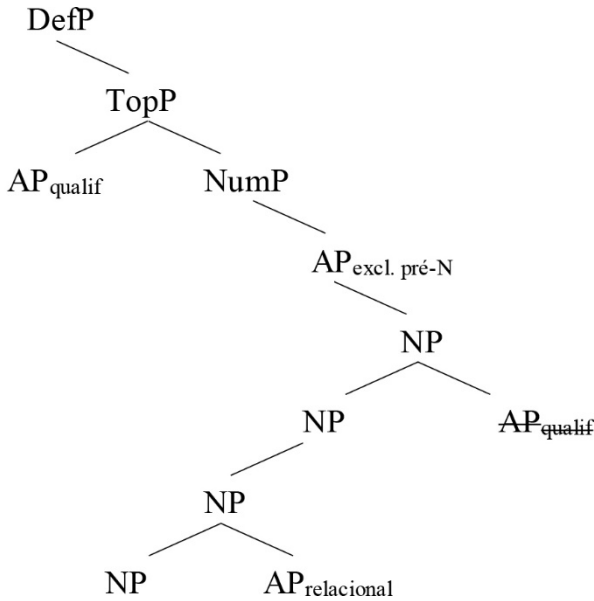 DefP
TopP
APqualif NumP
APexcl. pré-N
NP
NP APqualif
NP
NP APrelacional